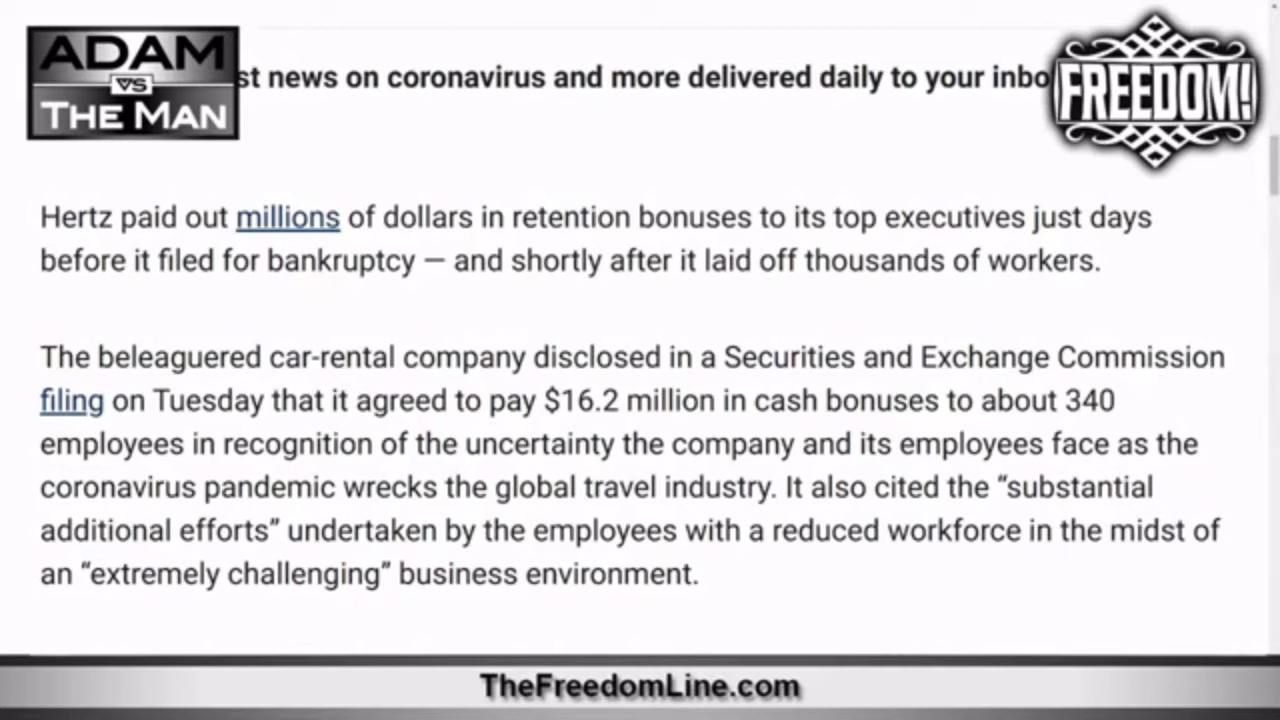 ADAM
VS
THE MAN
st news on coronavirus and more delivered daily to your inbo
FREEDOM!
Hertz paid out millions of dollars in retention bonuses to its top executives just days
before it filed for bankruptcy — and shortly after it laid off thousands of workers.
The beleaguered car-rental company disclosed in a Securities and Exchange Commission
filing on Tuesday that it agreed to pay $16.2 million in cash bonuses to about 340
employees in recognition of the uncertainty the company and its employees face as the
coronavirus pandemic wrecks the global travel industry. It also cited the “substantial
additional efforts” undertaken by the employees with a reduced workforce in the midst of
an “extremely challenging” business environment.
TheFreedomLine.com